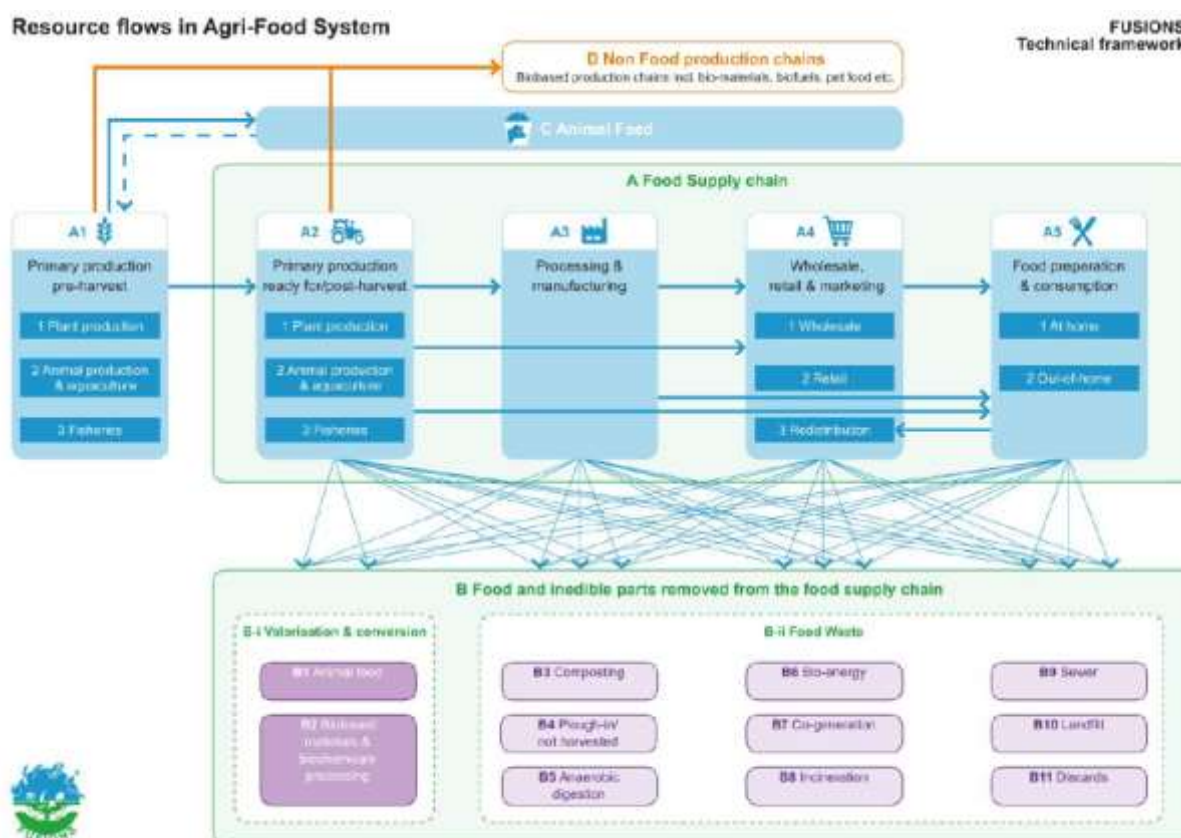 Resource flows in Agri-Food System
FUSIONS
Technical framework
D Non Food production chains
Biobased production chains incl. bio-materials, biofuels, pet food etc.
C Animal Feed
A Food Supply chain
A1
Primary production
pre-harvest
1 Plant production
2 Animal production
& aquaculture
3 Fisheries
A2
Primary production
ready for/post-harvest
1 Plant production
2 Animal production
& aquaculture
3 Fisheries
A3
Processing &
manufacturing
A4
Wholesale,
retail & marketing
1 Wholesale
2 Retail
3 Redistribution
A5
Food preparation
& consumption
1 At home
2 Out-of-home
B Food and inedible parts removed from the food supply chain
B-i Valorisation & conversion
B1 Animal feed
B2 Biobased
materials &
biochemicals
processing
B-ii Food Waste
B3 Composting
B4 Plough-in/
not harvested
B5 Anaerobic
digestion
B6 Bio-energy
B7 Co-generation
B8 Incineration
B9 Sewer
B10 Landfill
B11 Discards
FUSIONS